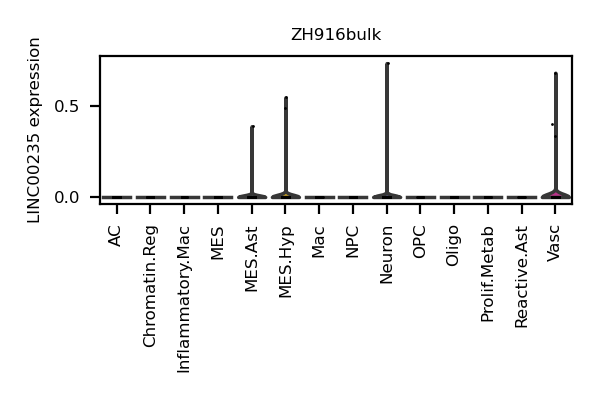 ZH916bulk
LINC00235 expression
0.5
0.0
AC
Chromatin.Reg
Inflammatory.Mac
MES
MES.Ast
MES.Hyp
Mac
NPC
Neuron
OPC
Oligo
Prolif.Metab
Reactive.Ast
Vasc